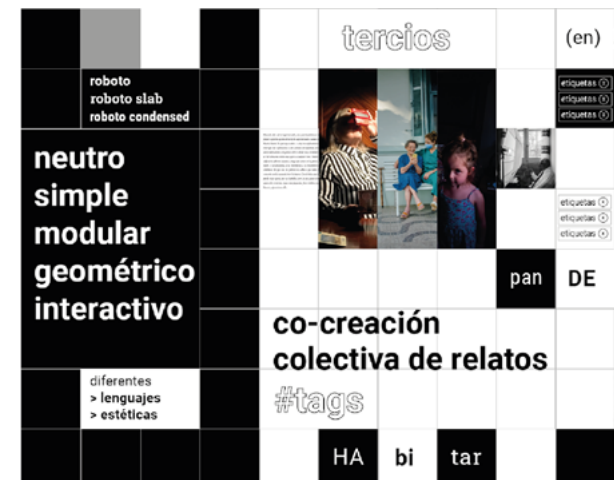 tercios
(en)
roboto
roboto slab
roboto condensed
etiquetas
etiquetas
etiquetas
neutro
simple
modular
geométrico
interactivo
etiquetas
etiquetas
etiquetas
pan DE
co-creación
colectiva de relatos
diferentes
> lenguajes
> estéticas
#tags
HA bi tar